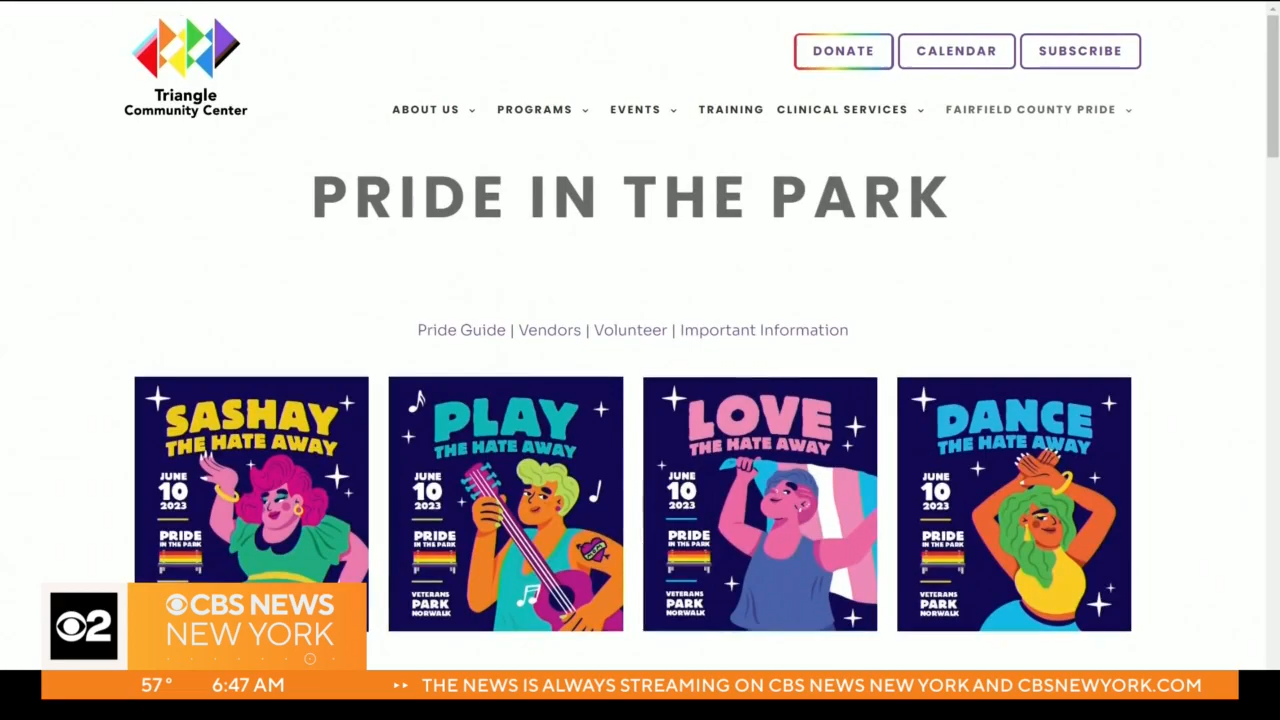 DONATE
CALENDAR
SUBSCRIBE
Triangle
Community Center
ABOUT US
PROGRAMS
EVENTS
TRAINING
CLINICAL SERVICES
FAIRFIELD COUNTY PRIDE
PRIDE IN THE PARK
Pride Guide | Vendors | Volunteer | Important Information
SASHAY
THE HATE AWAY
JUNE
10
2023
PRIDE
IN THE PARK
PLAY
THE HATE AWAY
JUNE
10
2023
PRIDE
IN THE PARK
VETERANS
PARK
NORWALK
LOVE
THE HATE AWAY
JUNE
10
2023
PRIDE
IN THE PARK
VETERANS
PARK
NORWALK
DANCE
THE HATE AWAY
JUNE
10
2023
PRIDE
IN THE PARK
VETERANS
PARK
NORWALK
2
CBS NEWS
NEW YORK
57°
6:47 AM
THE NEWS IS ALWAYS STREAMING ON CBS NEWS NEW YORK AND CBSNEWYORK.COM